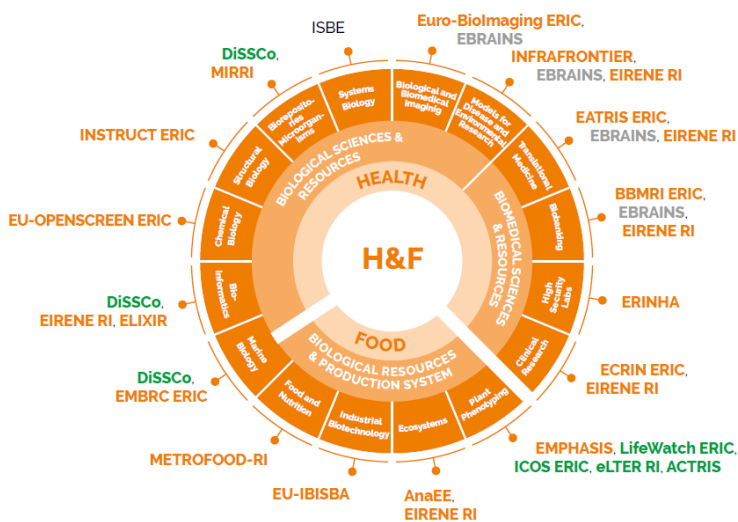 ISBE
Euro-BioImaging ERIC,
EBRAINS
INFRAFRONTIER,
EBRAINS, EIRENE RI
EATRIS ERIC,
EBRAINS, EIRENE RI
BBMRI ERIC,
EBRAINS,
EIRENE RI
ERINHA
ECRIN ERIC,
EIRENE RI
EMPHASIS, LifeWatch ERIC,
ICOS ERIC, eLTER RI, ACTRIS
AnaEE,
EIRENE RI
EU-IBISBA
METROFOOD-RI
DiSSCo,
EMBRC ERIC
DiSSCo,
EIRENE RI, ELIXIR
EU-OPENSCREEN ERIC
INSTRUCT ERIC
DiSSCo,
MIRRI
Systems
Biology
Biological and
Biomedical
Imaginig
Models for
Disease and
Environmental
Research
Translational
Medicine
Biobanking
High
Security
Labs
Clinical
Research
Plant
Phenotyping
Ecosystems
Industrial
Biotechnology
Food and
Nutrition
Marine
Biology
Bio-
Informatics
Chemical
Biology
Structural
Biology
Bioreposito-
ries
Microorgan-
isms
BIOLOGICAL SCIENCES &
RESOURCES
BIOMEDICAL SCIENCES
& RESOURCES
BIOLOGICAL RESOURCES
& PRODUCTION SYSTEM
HEALTH
H&F
FOOD